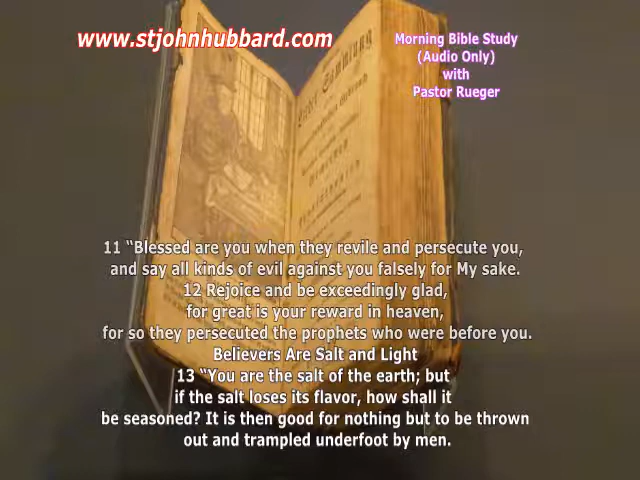 www.stjohnhubbard.com
Morning Bible Study
(Audio Only)
with
Pastor Rueger
11 “Blessed are you when they revile and persecute you,
and say all kinds of evil against you falsely for My sake.
12 Rejoice and be exceedingly glad,
for great is your reward in heaven,
for so they persecuted the prophets who were before you.
Believers Are Salt and Light
13 “You are the salt of the earth; but
if the salt loses its flavor, how shall it
be seasoned? It is then good for nothing but to be thrown
out and trampled underfoot by men.